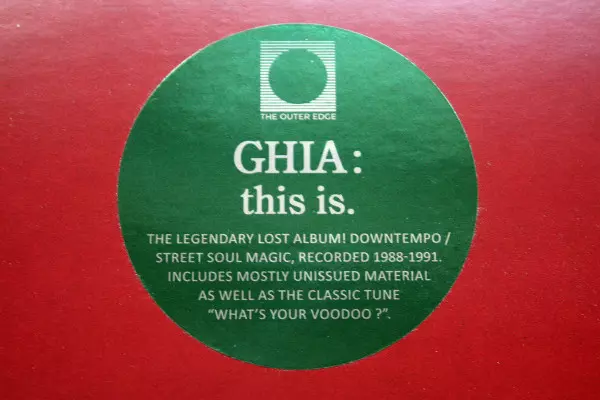 THE OUTER EDGE
GHIA:
this is.
THE LEGENDARY LOST ALBUM! DOWNTEMPO /
STREET SOUL MAGIC, RECORDED 1988-1991.
INCLUDES MOSTLY UNISSUED MATERIAL
AS WELL AS THE CLASSIC TUNE
“WHAT’S YOUR VOODOO ?”.